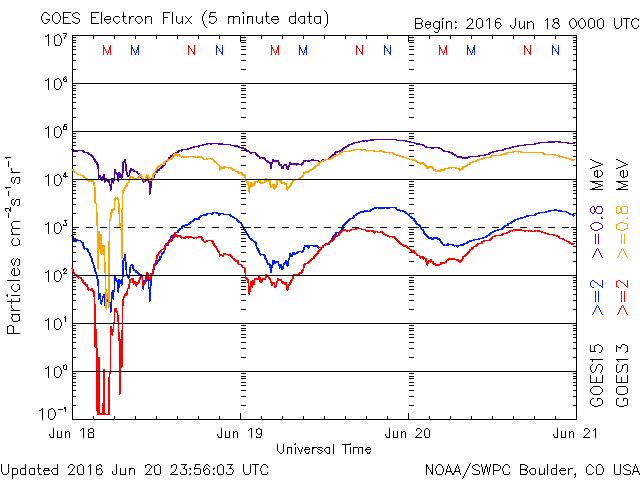 GOES Electron Flux (5 minute data)
Begin: 2016 Jun 18 0000 UTC
10⁷
M M N N M M N N M M N N
10⁶
10⁵
10⁴
10³
10²
10¹
10⁰
10⁻¹
Particles cm⁻²s⁻¹sr⁻¹
GOES15 >=2 >=0.8 MeV
GOES13 >=2 >=0.8 MeV
Jun 18 Jun 19 Jun 20 Jun 21
Universal Time
Updated 2016 Jun 20 23:56:03 UTC
NOAA/SWPC Boulder, CO USA